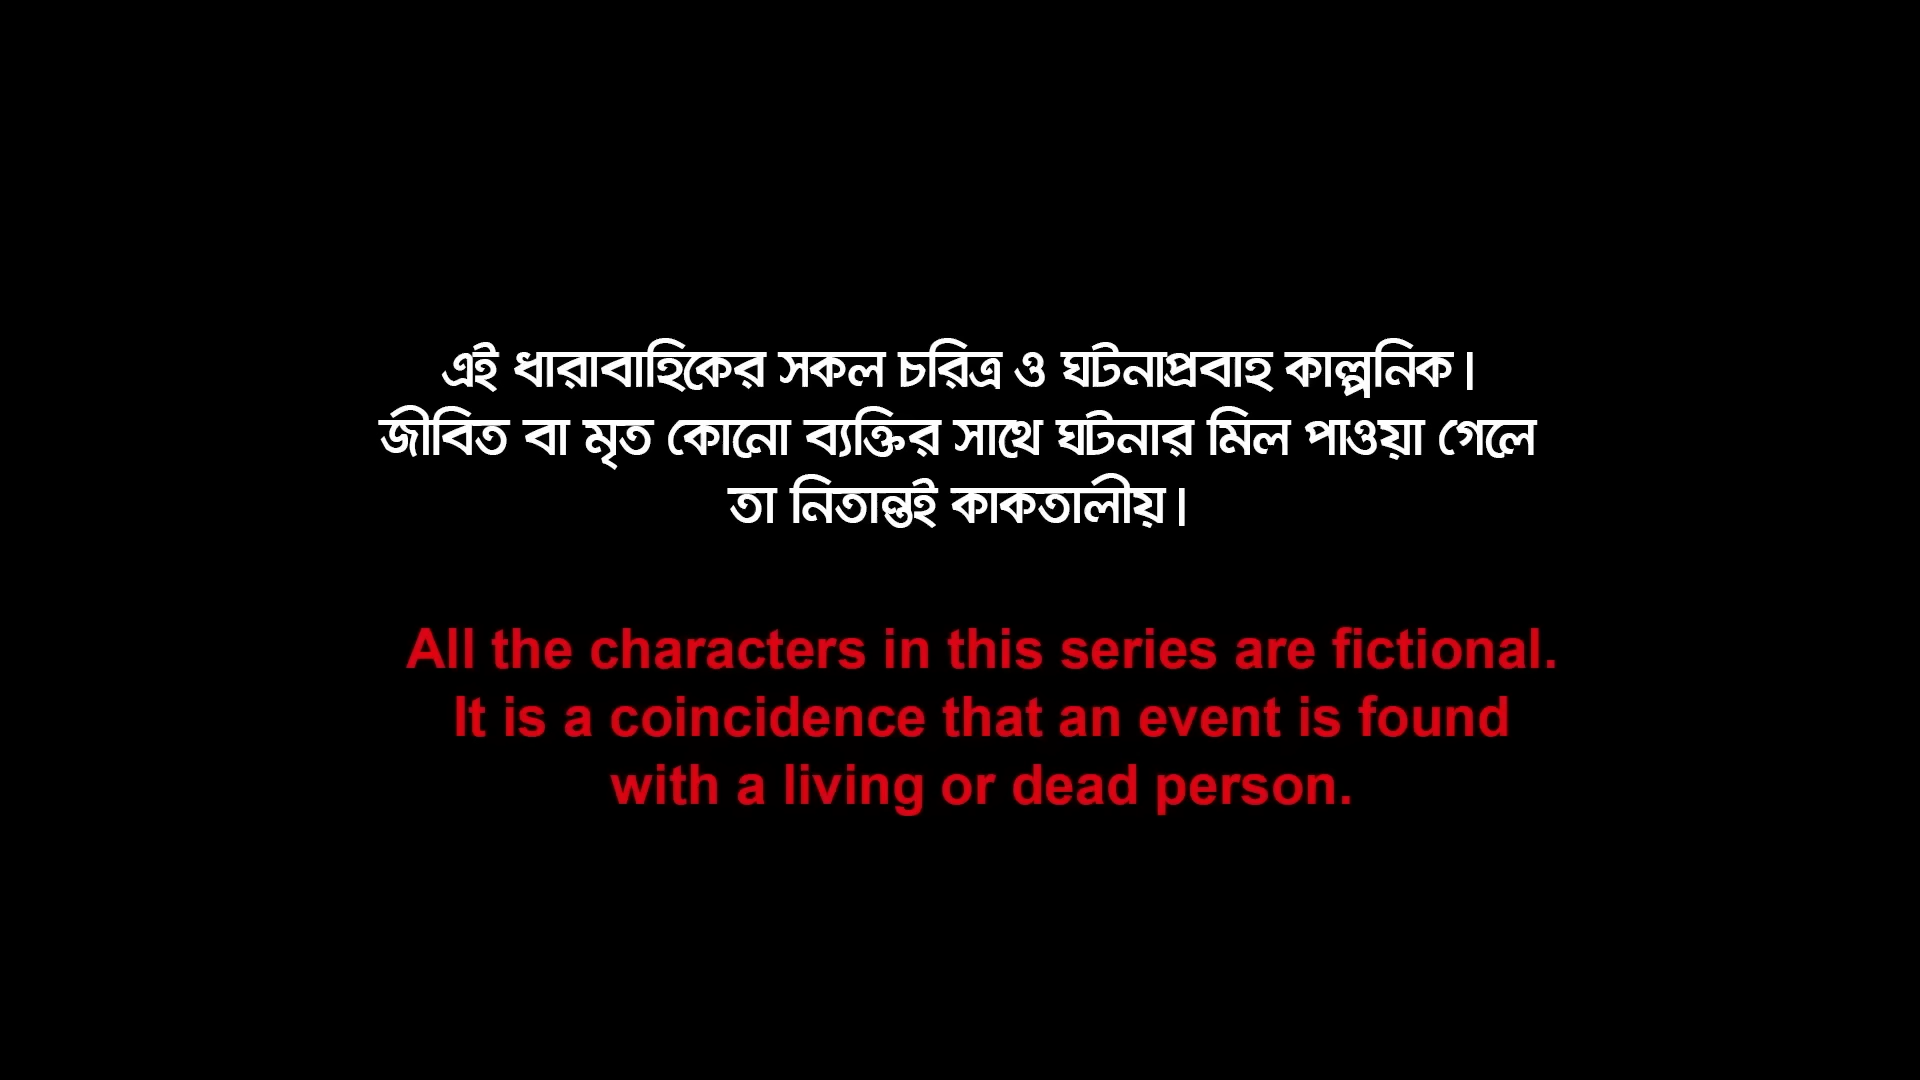 এই ধারাবাহিকের সকল চরিত্র ও ঘটনাপ্রবাহ কাল্পনিক।
জীবিত বা মৃত কোনো ব্যক্তির সাথে ঘটনার মিল পাওয়া গেলে
তা নিতান্তই কাকতালীয়।
All the characters in this series are fictional.
It is a coincidence that an event is found
with a living or dead person.